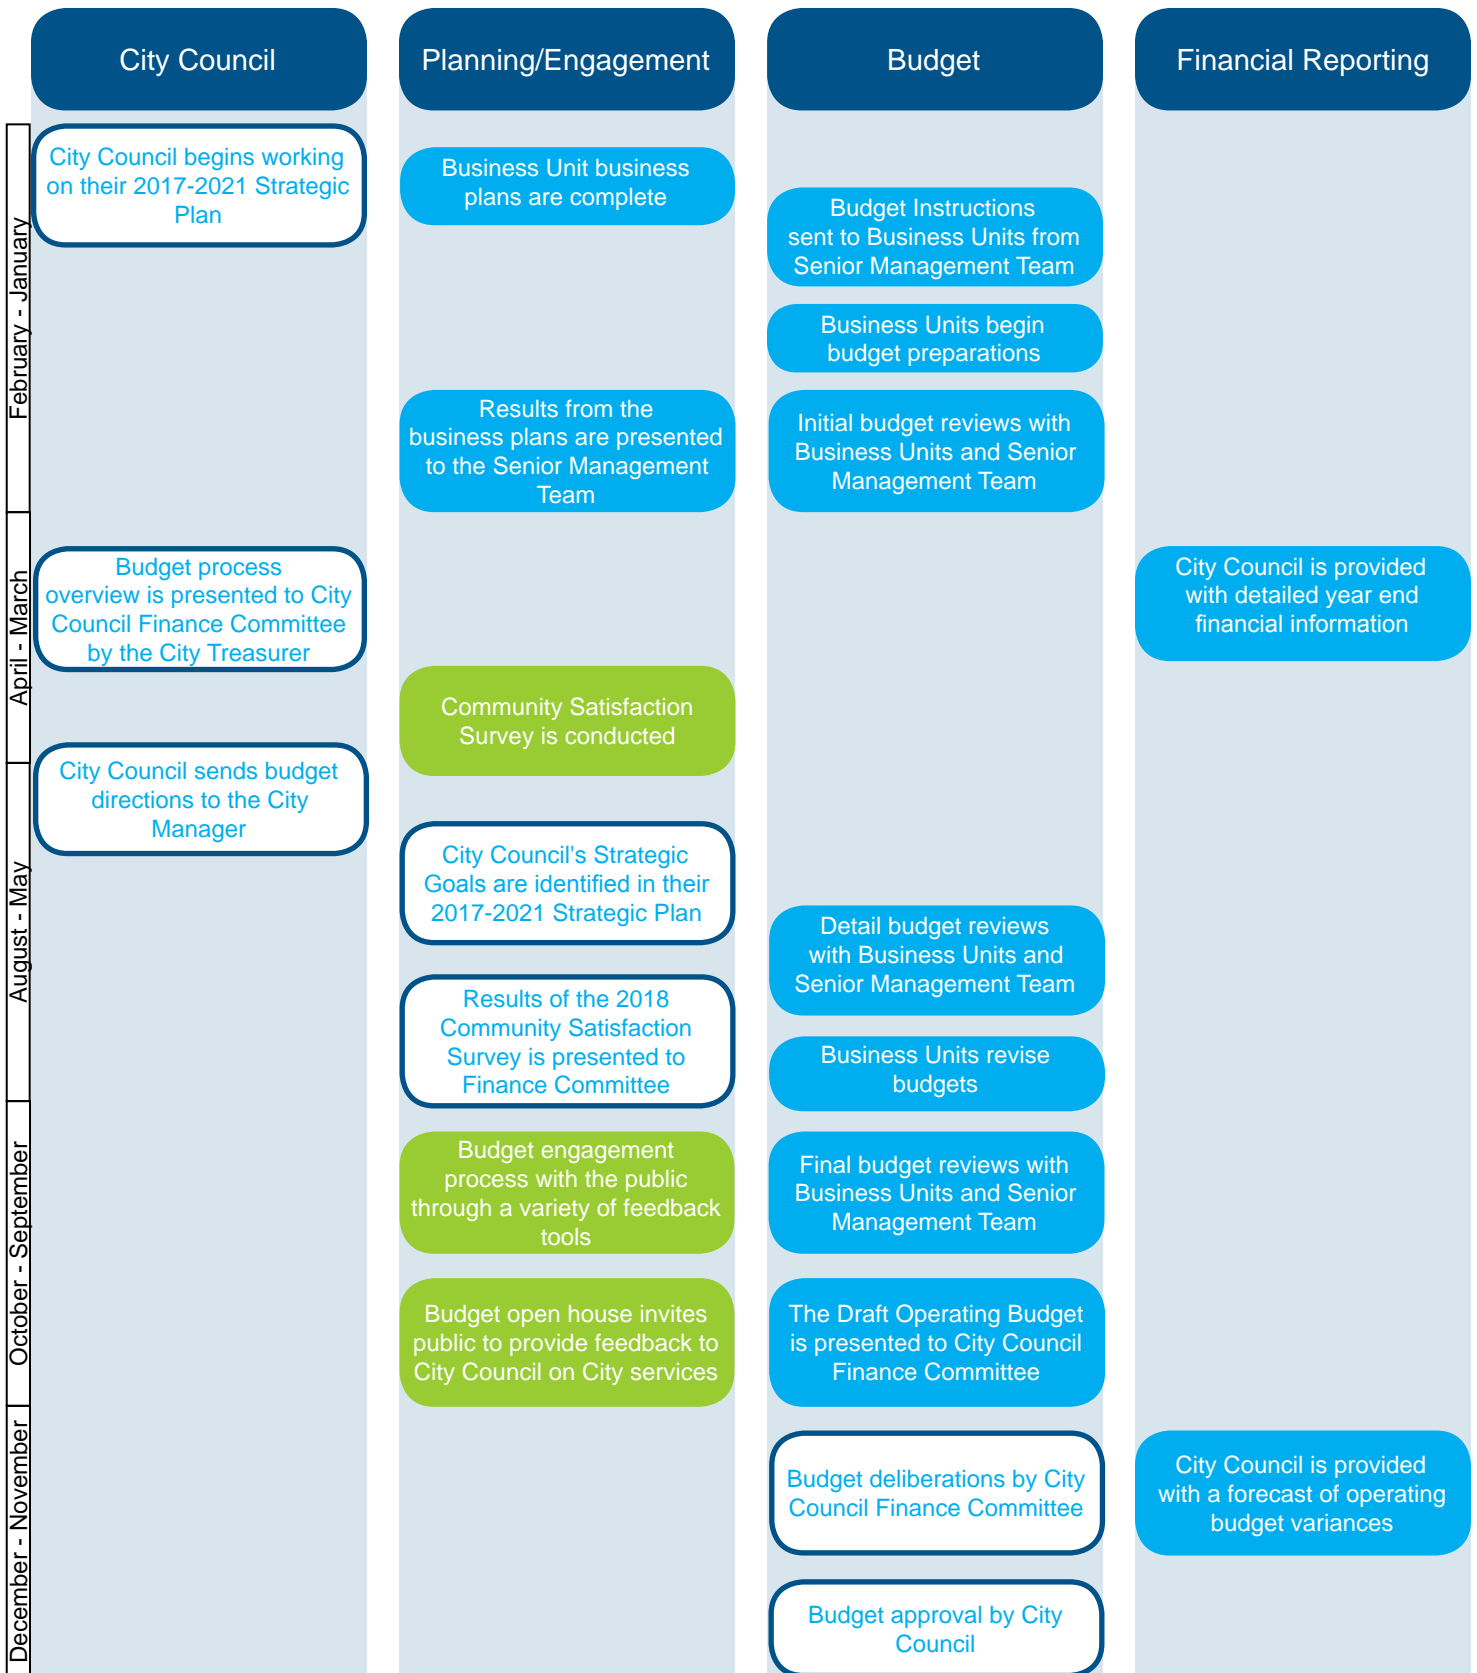 City Council
Planning/Engagement
Budget
Financial Reporting
February - January
City Council begins working
on their 2017-2021 Strategic
Plan
Business Unit business
plans are complete
Budget Instructions
sent to Business Units from
Senior Management Team
Business Units begin
budget preparations
Results from the
business plans are presented
to the Senior Management
Team
Initial budget reviews with
Business Units and Senior
Management Team
April - March
Budget process
overview is presented to City
Council Finance Committee
by the City Treasurer
City Council is provided
with detailed year end
financial information
Community Satisfaction
Survey is conducted
August - May
City Council sends budget
directions to the City
Manager
City Council's Strategic
Goals are identified in their
2017-2021 Strategic Plan
Detail budget reviews
with Business Units and
Senior Management Team
Results of the 2018
Community Satisfaction
Survey is presented to
Finance Committee
Business Units revise
budgets
October - September
Budget engagement
process with the public
through a variety of feedback
tools
Final budget reviews with
Business Units and Senior
Management Team
Budget open house invites
public to provide feedback to
City Council on City services
The Draft Operating Budget
is presented to City Council
Finance Committee
December - November
Budget deliberations by City
Council Finance Committee
City Council is provided
with a forecast of operating
budget variances
Budget approval by City
Council